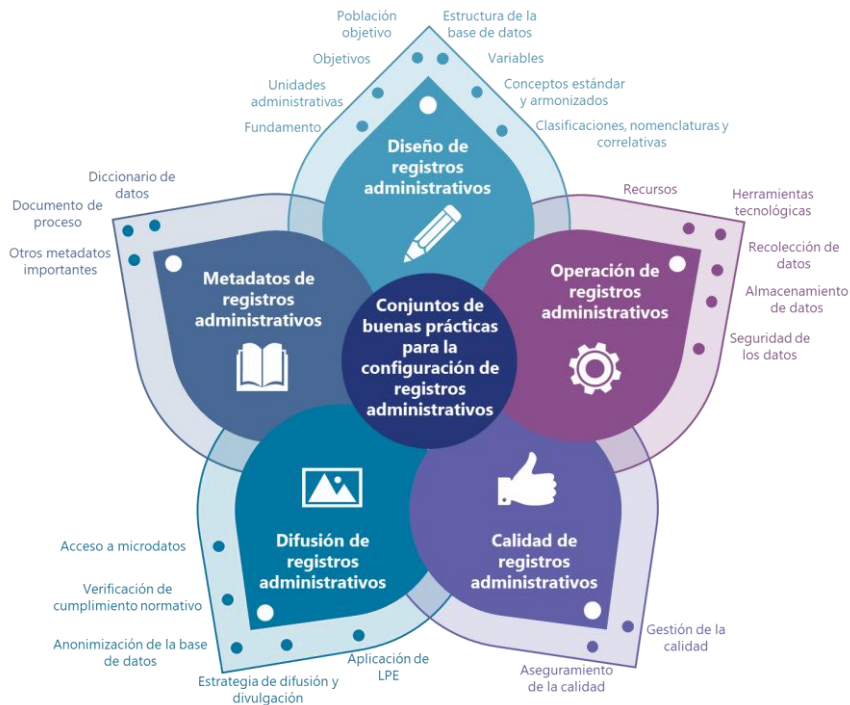 Población
objetivo
Estructura de la
base de datos
Objetivos
Variables
Unidades
administrativas
Conceptos estándar
y armonizados
Fundamento
Clasificaciones, nomenclaturas y
correlativas
Diseño de
registros
administrativos
Diccionario de
datos
Documento de
proceso
Otros metadatos
importantes
Metadatos de
registros
administrativos
Recursos
Herramientas
tecnológicas
Recolección de
datos
Almacenamiento
de datos
Seguridad de
los datos
Operación de
registros
administrativos
Conjuntos de
buenas prácticas
para la
configuración de
registros
administrativos
Difusión de
registros
administrativos
Acceso a microdatos
Verificación de
cumplimiento normativo
Anonimización de la base
de datos
Estrategia de difusión y
divulgación
Aplicación de
LPE
Calidad de
registros
administrativos
Gestión de la
calidad
Aseguramiento
de la calidad